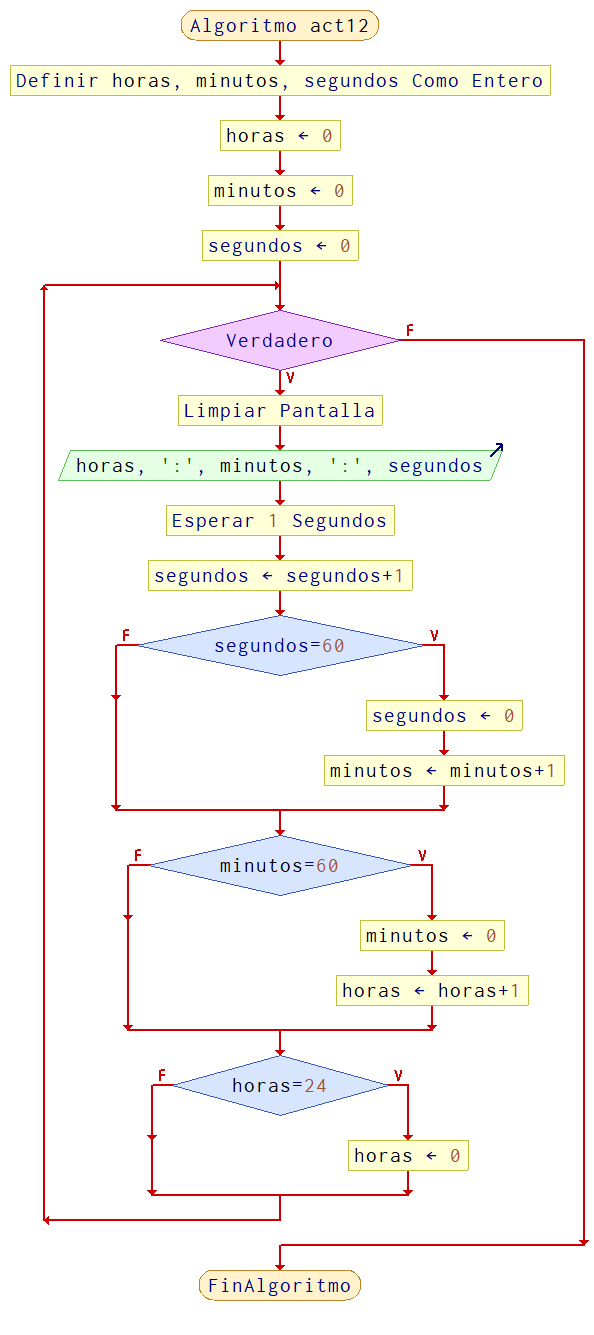 Algoritmo act12
Definir horas, minutos, segundos Como Entero
horas ← 0
minutos ← 0
segundos ← 0
Verdadero
F
V
Limpiar Pantalla
horas, ':', minutos, ':', segundos
Esperar 1 Segundos
segundos ← segundos+1
F
V
segundos=60
segundos ← 0
minutos ← minutos+1
F
V
minutos=60
minutos ← 0
horas ← horas+1
F
V
horas=24
horas ← 0
FinAlgoritmo